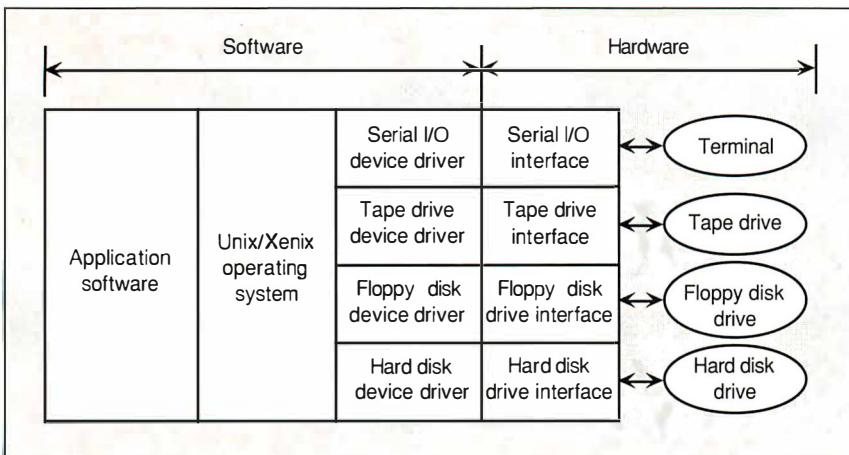 Software
Hardware
Serial I/O
device driver
Serial I/O
interface
Terminal
Tape drive
device driver
Tape drive
interface
Tape drive
Application
software
Unix/Xenix
operating
system
Floppy disk
device driver
Floppy disk
drive interface
Floppy disk
drive
Hard disk
device driver
Hard disk
drive interface
Hard disk
drive